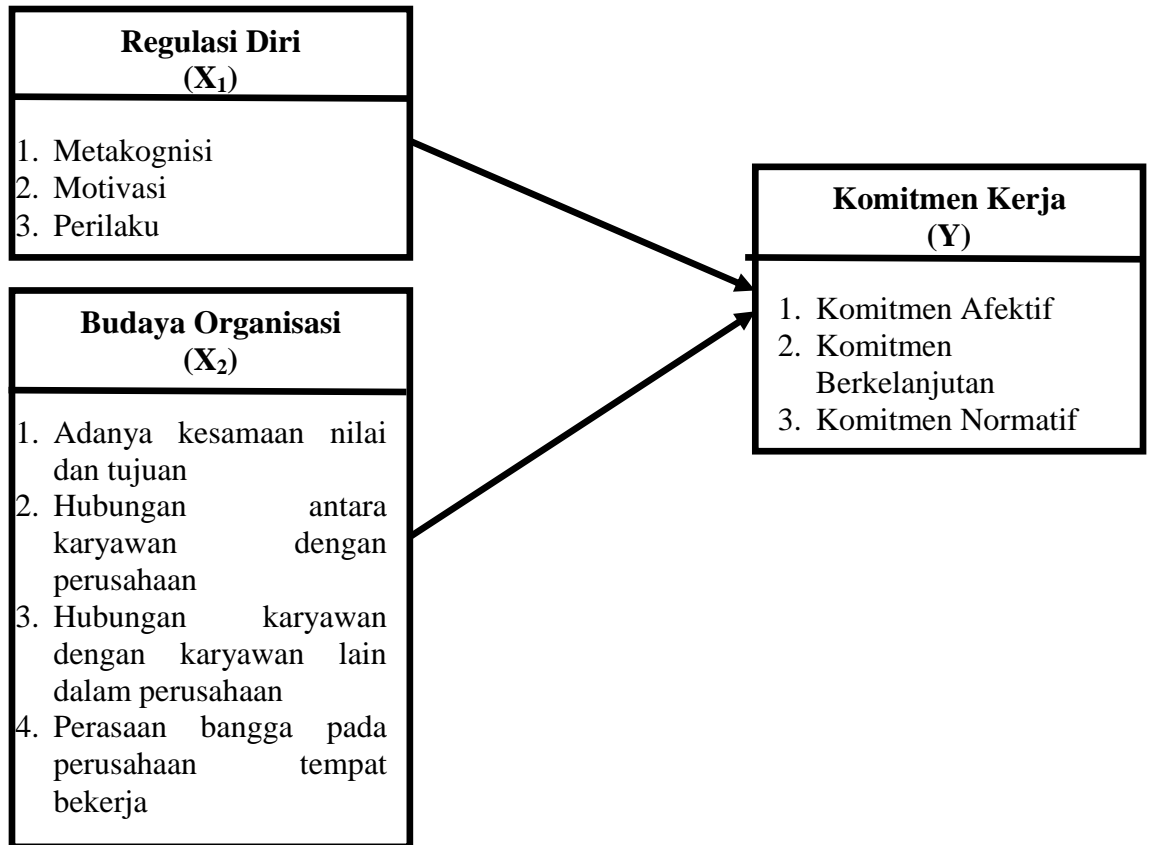 Regulasi Diri
(X₁)
1. Metakognisi
2. Motivasi
3. Perilaku
Budaya Organisasi
(X₂)
1. Adanya kesamaan nilai
dan tujuan
2. Hubungan antara
karyawan dengan
perusahaan
3. Hubungan karyawan
dengan karyawan lain
dalam perusahaan
4. Perasaan bangga pada
perusahaan tempat
bekerja
Komitmen Kerja
(Y)
1. Komitmen Afektif
2. Komitmen
Berkelanjutan
3. Komitmen Normatif